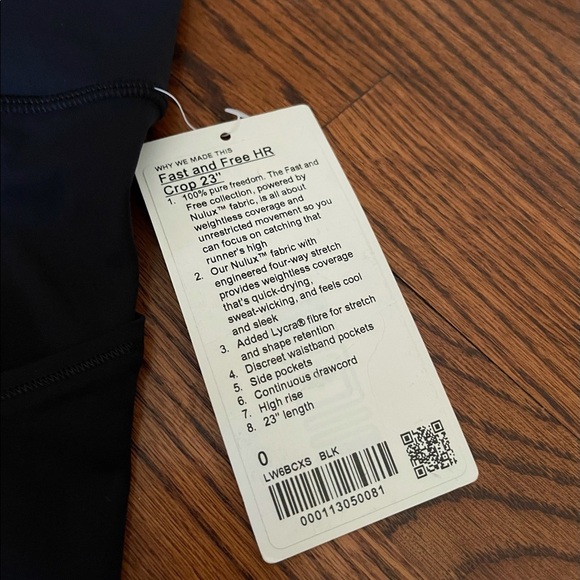 WHY WE MADE THIS
Fast and Free HR
Crop 23"
1. 100% pure freedom. The Fast and
Free collection, powered by
Nulux™ fabric, is all about
weightless coverage and
unrestricted movement so you
can focus on catching that
runner's high
2. Our Nulux™ fabric with
engineered four-way stretch
provides weightless coverage
that's quick-drying,
sweat-wicking, and feels cool
and sleek
3. Added Lycra® fibre for stretch
and shape retention
4. Discreet waistband pockets
5. Side pockets
6. Continuous drawcord
7. High rise
8. 23" length
0
LW6BCXS BLK
000113050081